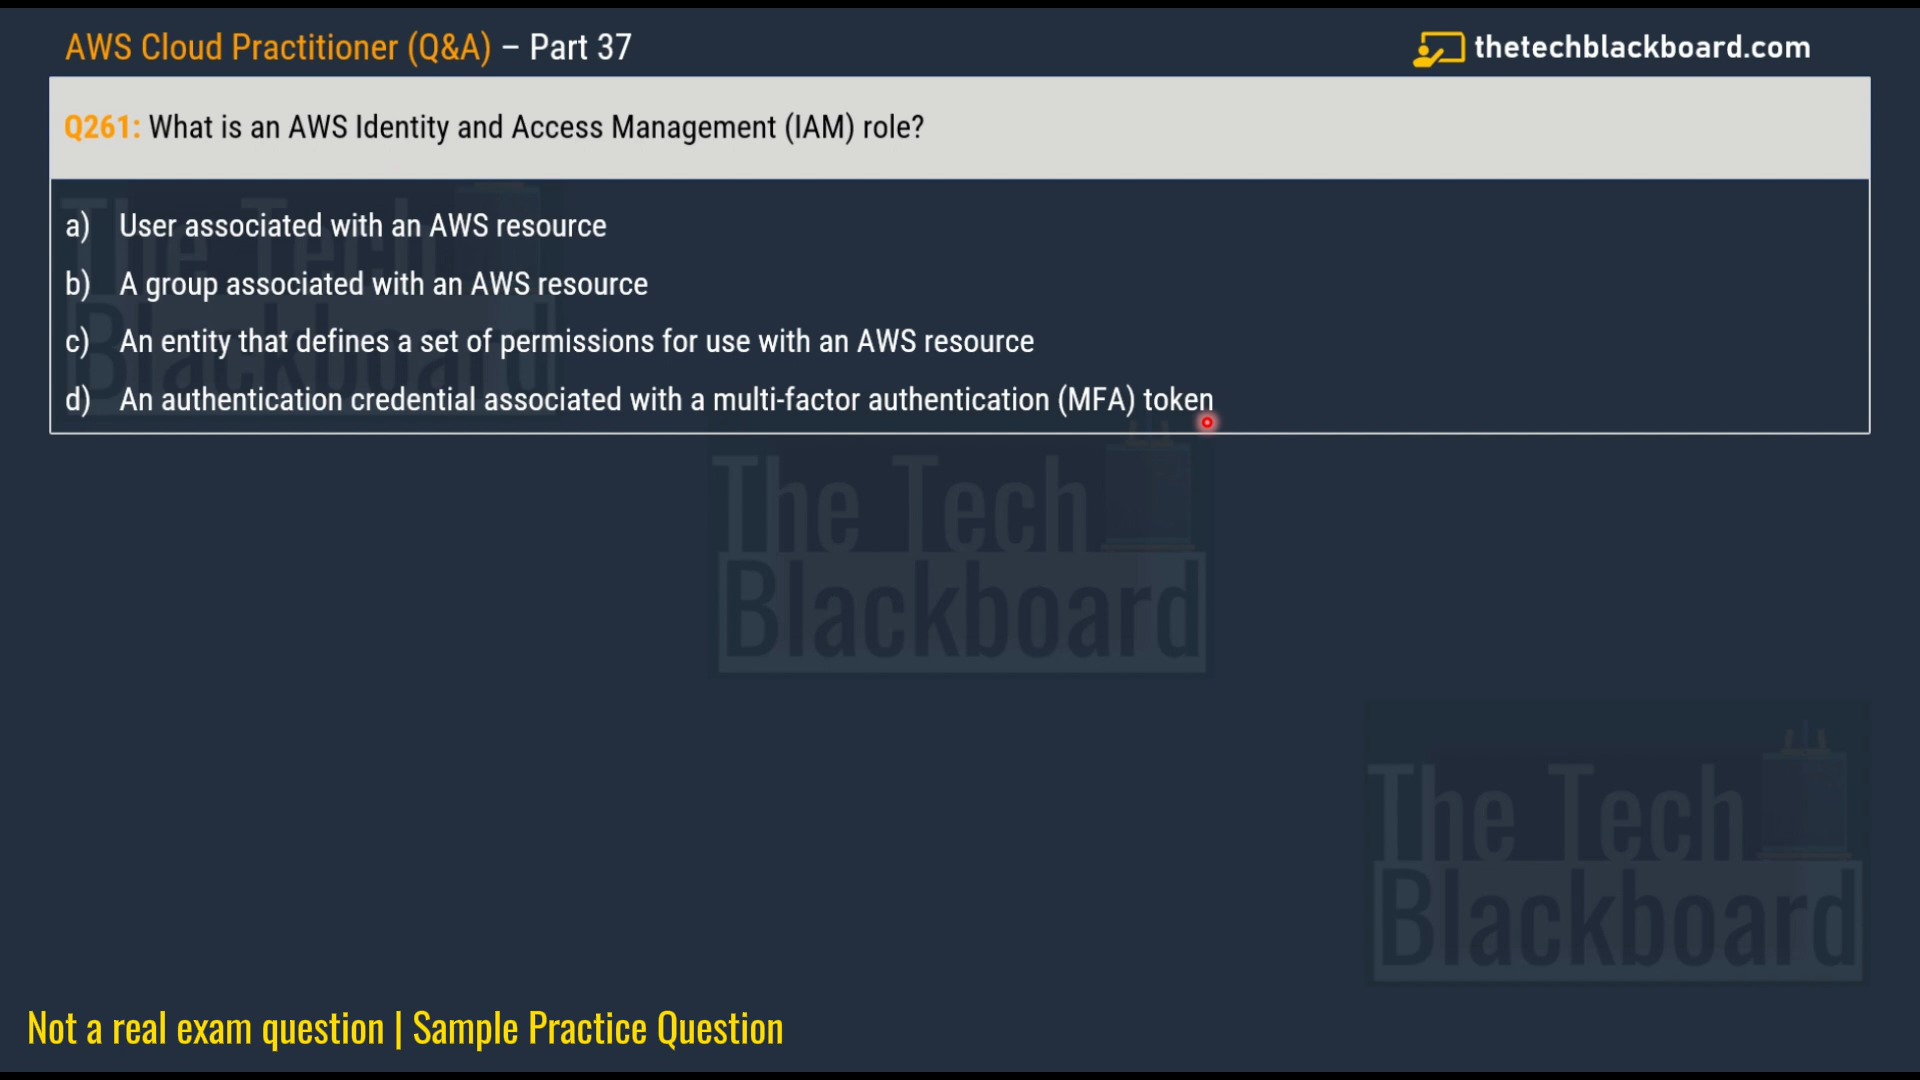 AWS Cloud Practitioner (Q&A) – Part 37
thetechblackboard.com
Q261: What is an AWS Identity and Access Management (IAM) role?
a) User associated with an AWS resource
b) A group associated with an AWS resource
c) An entity that defines a set of permissions for use with an AWS resource
d) An authentication credential associated with a multi-factor authentication (MFA) token
The Tech
Blackboard
The Tech
Blackboard
The Tech
Blackboard
Not a real exam question | Sample Practice Question